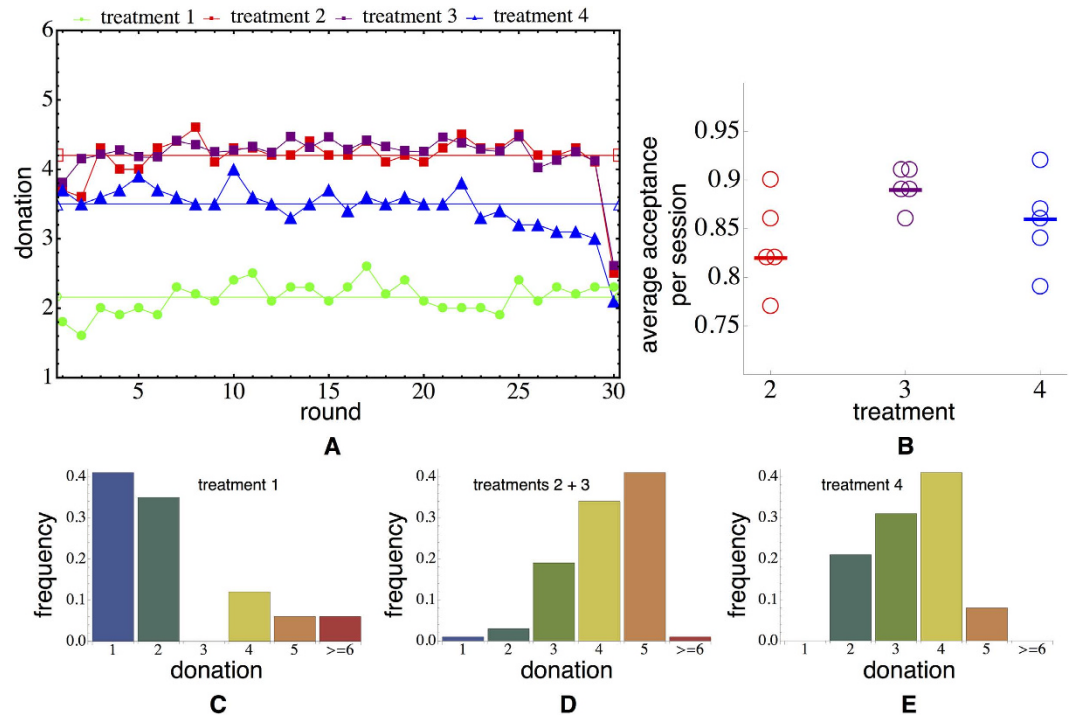 treatment 1 treatment 2 treatment 3 treatment 4
6
5
4
3
2
1
donation
5 10 15 20 25 30
round
A
0.95
0.9
0.85
0.8
0.75
average acceptance
per session
2 3 4
treatment
B
0.4
0.3
0.2
0.1
0.0
frequency
treatment 1
1 2 3 4 5 >=6
donation
C
0.4
0.3
0.2
0.1
0.0
frequency
treatments 2 + 3
1 2 3 4 5 >=6
donation
D
0.4
0.3
0.2
0.1
0.0
frequency
treatment 4
1 2 3 4 5 >=6
donation
E